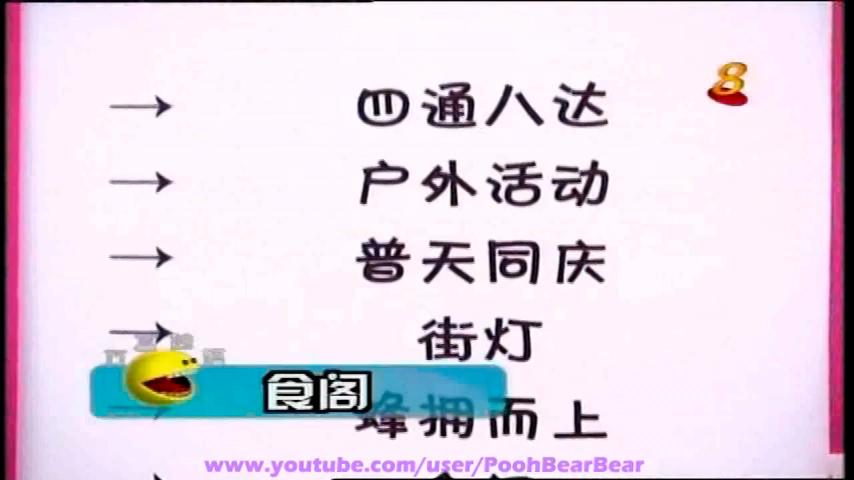 8
→ 四通八达
→ 户外活动
→ 普天同庆
→ 街灯
食阁
→ 蜂拥而上
www.youtube.com/user/PoohBearBear